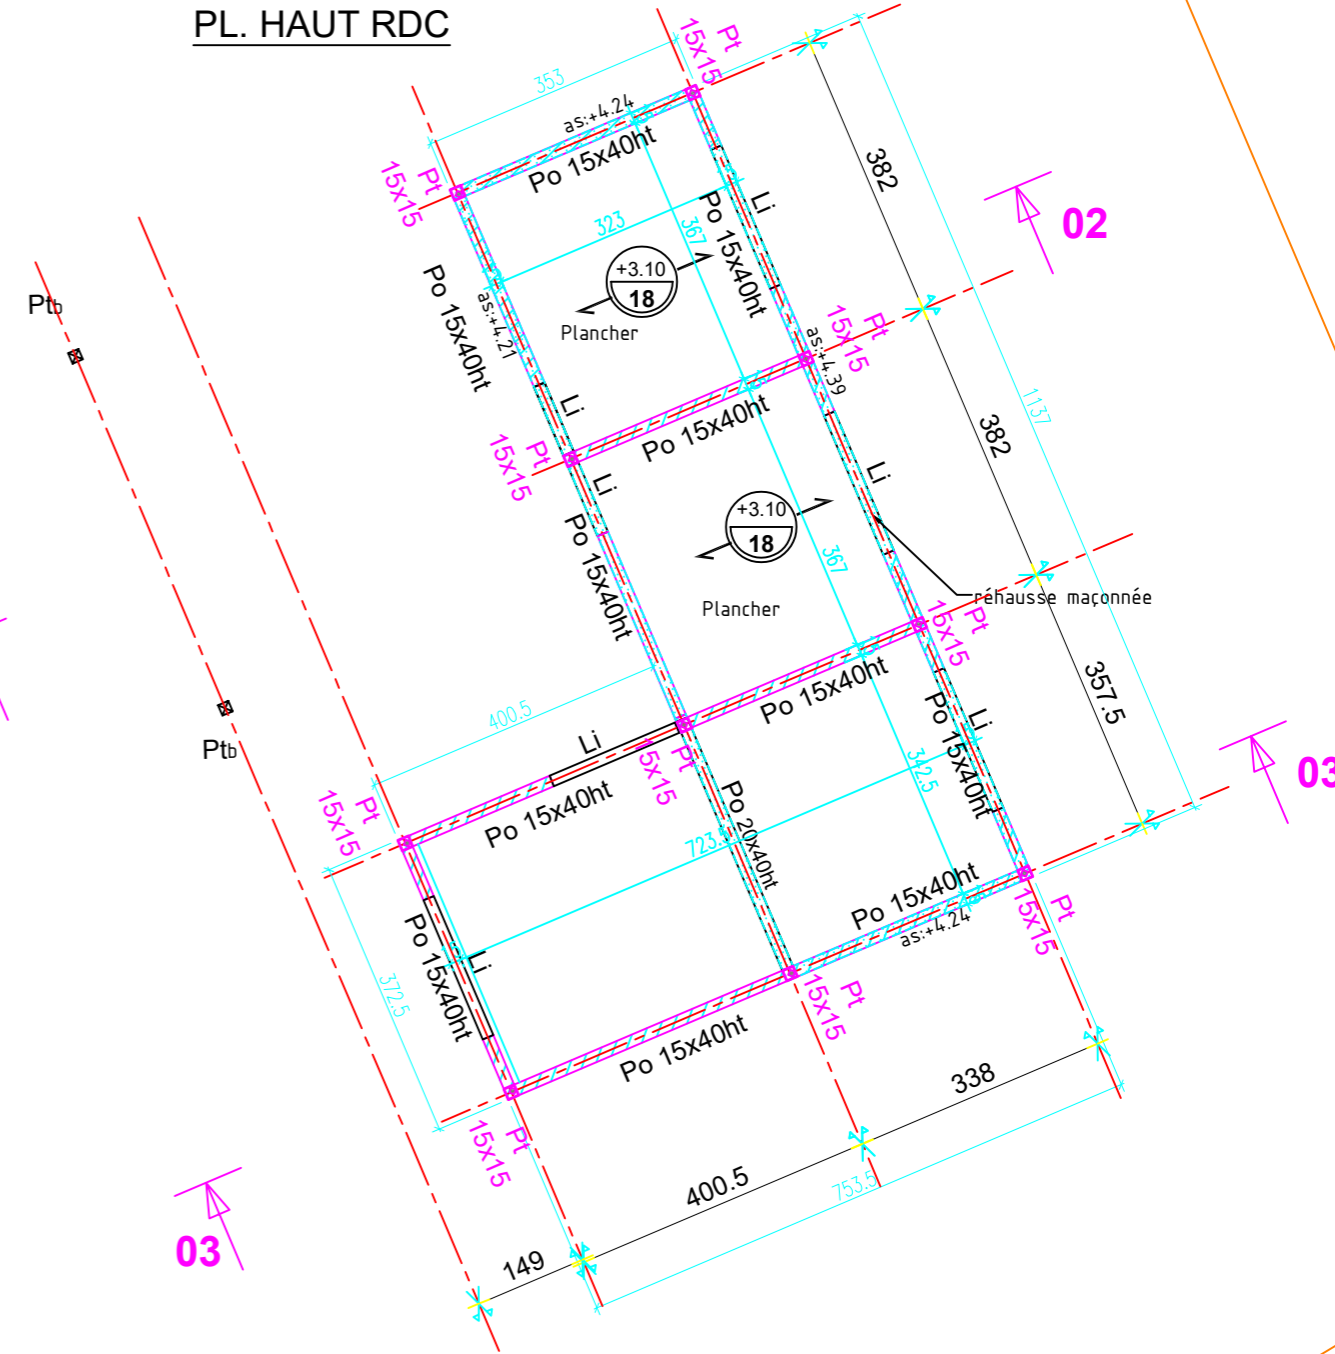 PL. HAUT RDC
353
as:+4.24
Po 15x40ht
Pt
15x15
Pt
15x15
382
02
323
367
Li
Po 15x40ht
+3.10
18
Plancher
Po 15x40ht
as:+4.21
Li
Ptb
Pt
15x15
as:+4.39
Po 15x40ht
Pt
15x15
382
1137
Li
Li
Po 15x40ht
+3.10
18
Plancher
367
réhausse maçonnée
Pt
15x15
Po 15x40ht
357.5
400.5
Li
Pt
15x15
Ptb
Po 15x40ht
Pt
15x15
Po 20x40ht
723.5
342.5
Li
Po 15x40ht
03
Po 15x40ht
as:+4.24
Pt
15x15
Li
Po 15x40ht
372.5
Pt
15x15
Po 15x40ht
Pt
15x15
338
400.5
753.5
149
03